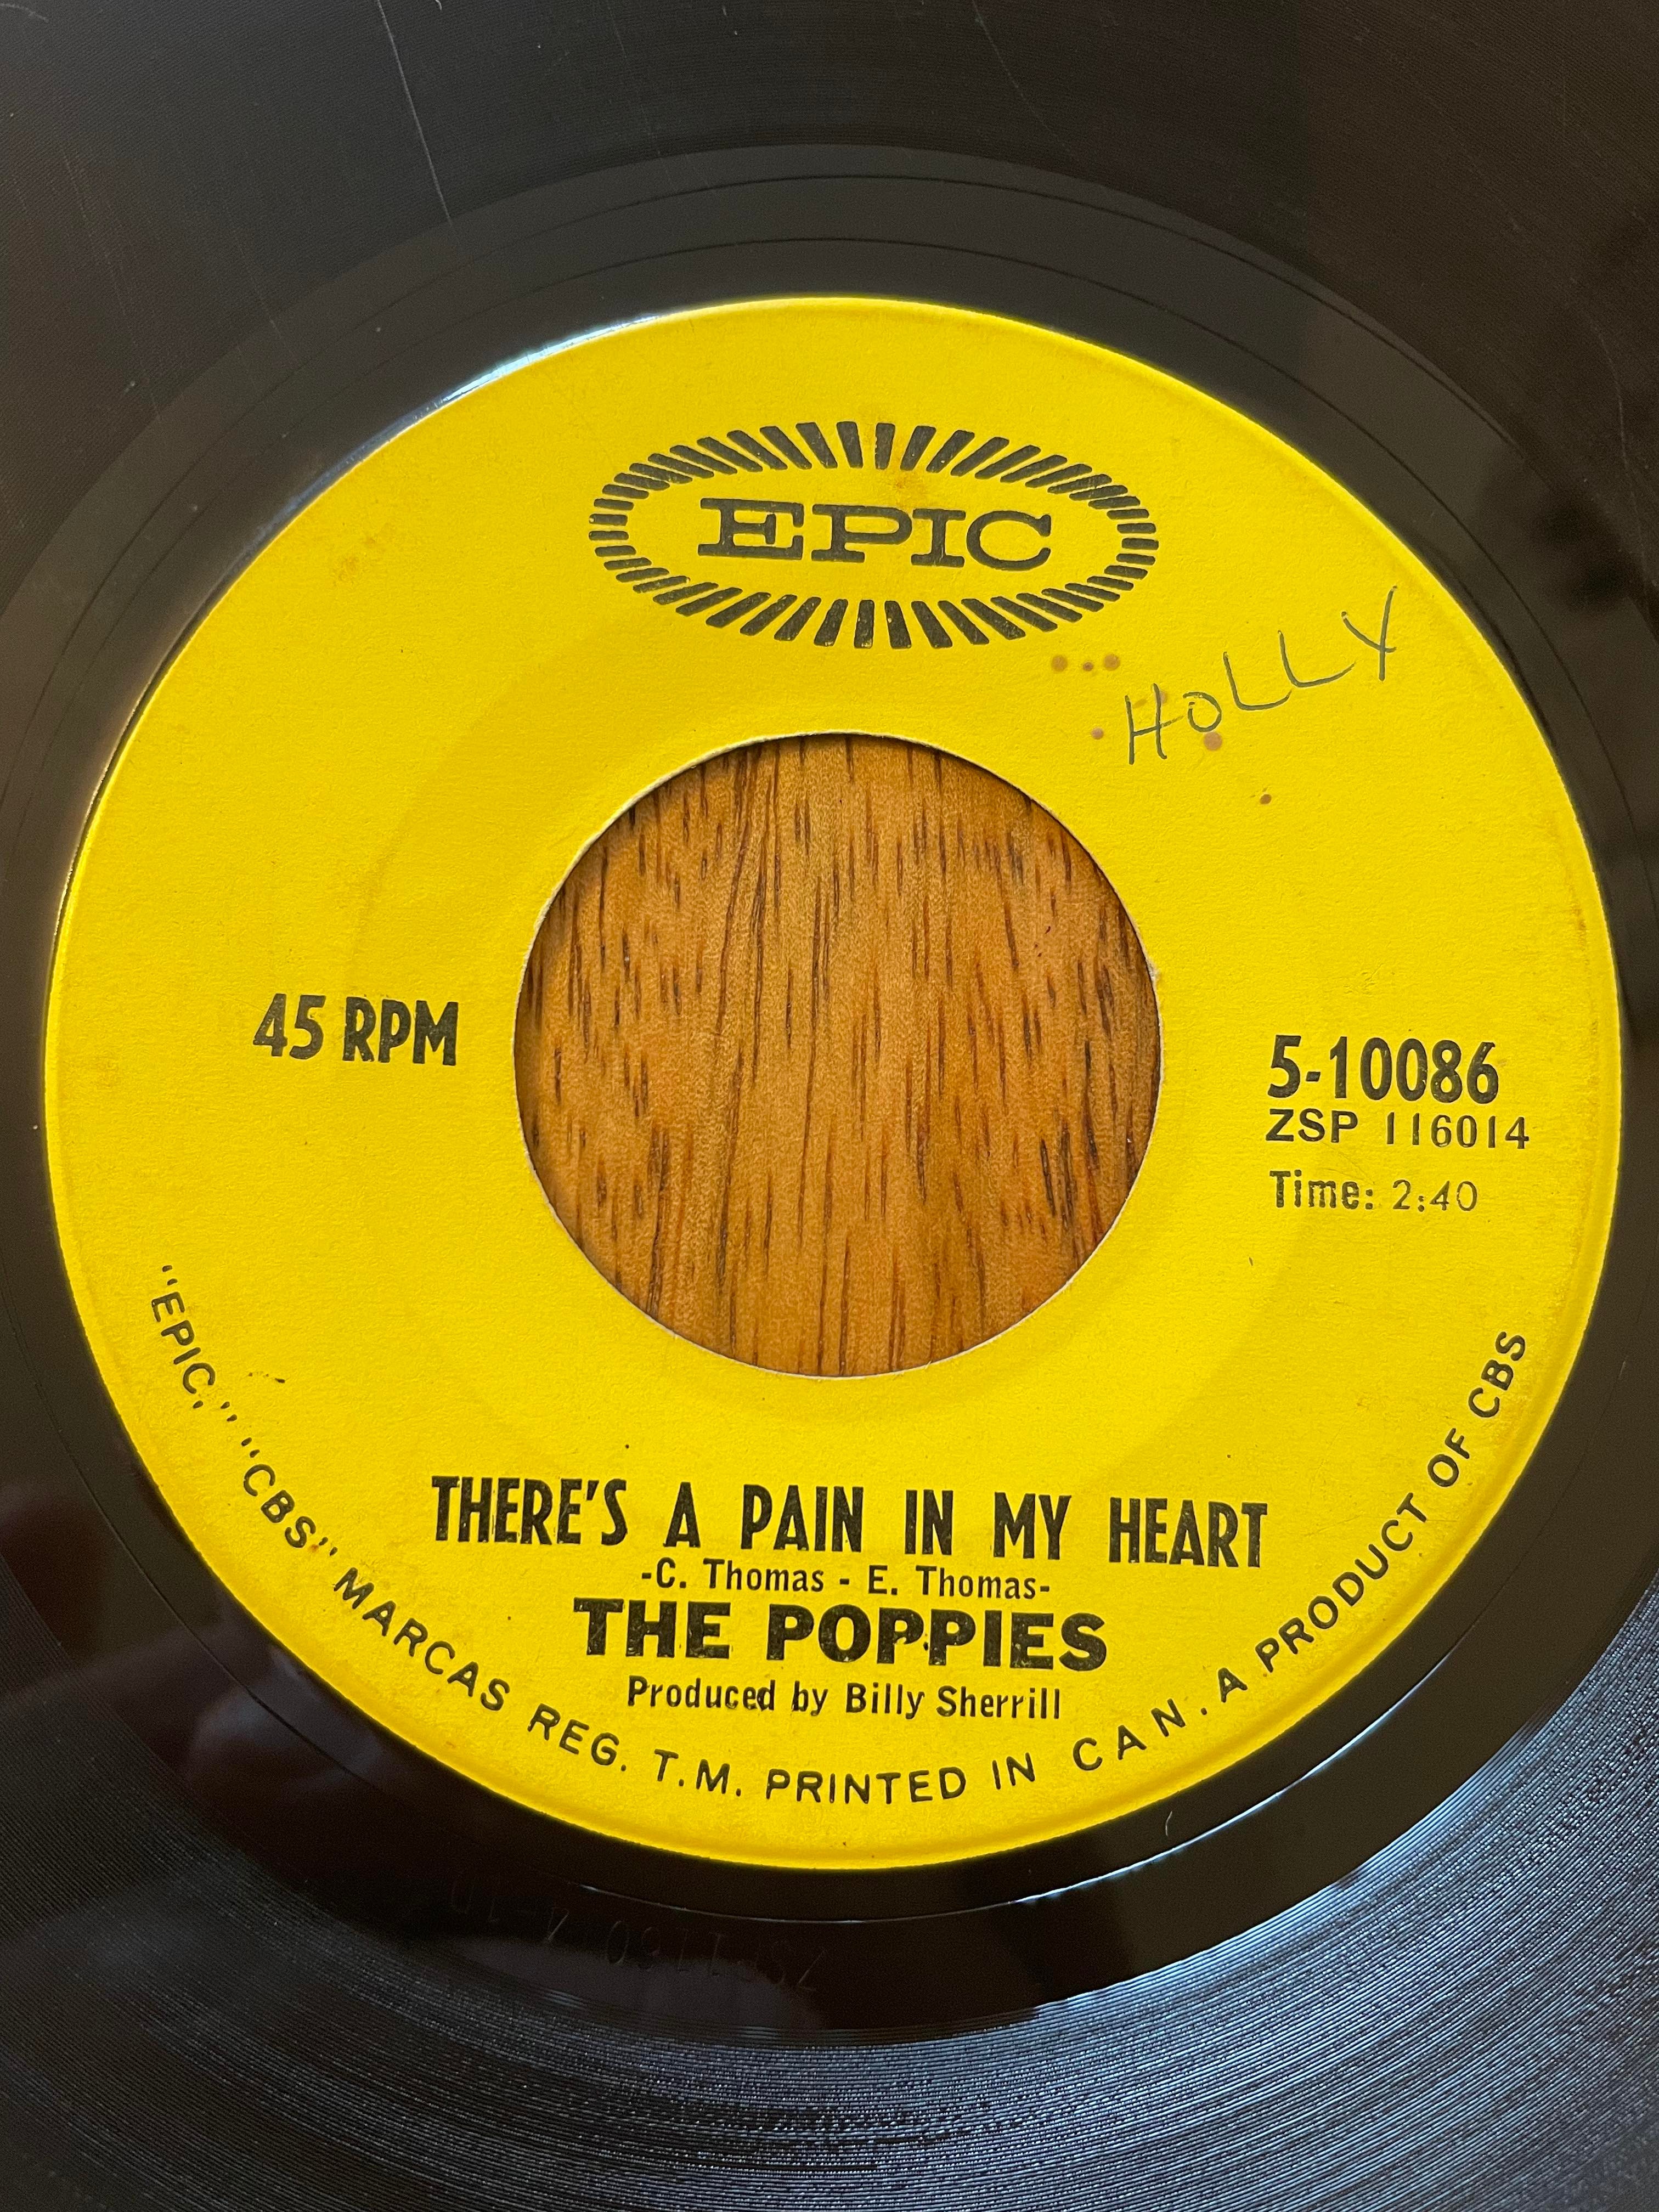 EPIC
HOLLY
45 RPM
5-10086
ZSP 116014
Time: 2:40
THERE'S A PAIN IN MY HEART
-C. Thomas - E. Thomas-
THE POPPIES
Produced by Billy Sherrill
"EPIC," "CBS" MARCAS REG. T.M. PRINTED IN CAN. A PRODUCT OF CBS